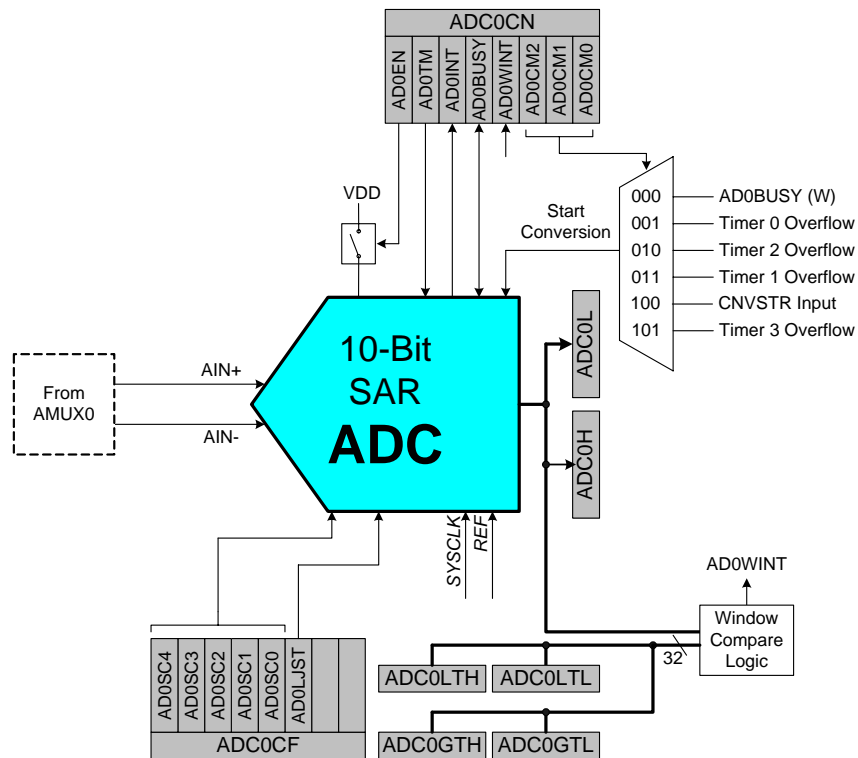 ADC0CN
AD0EN
AD0TM
AD0INT
AD0BUSY
AD0WINT
AD0CM2
AD0CM1
AD0CM0
VDD
Start
Conversion
000
001
010
011
100
101
AD0BUSY (W)
Timer 0 Overflow
Timer 2 Overflow
Timer 1 Overflow
CNVSTR Input
Timer 3 Overflow
From
AMUX0
AIN+
AIN-
10-Bit
SAR
ADC
ADC0L
ADC0H
SYSCLK
REF
AD0WINT
Window
Compare
Logic
32
AD0SC4
AD0SC3
AD0SC2
AD0SC1
AD0SC0
AD0LJST
ADC0CF
ADC0LTH
ADC0LTL
ADC0GTH
ADC0GTL